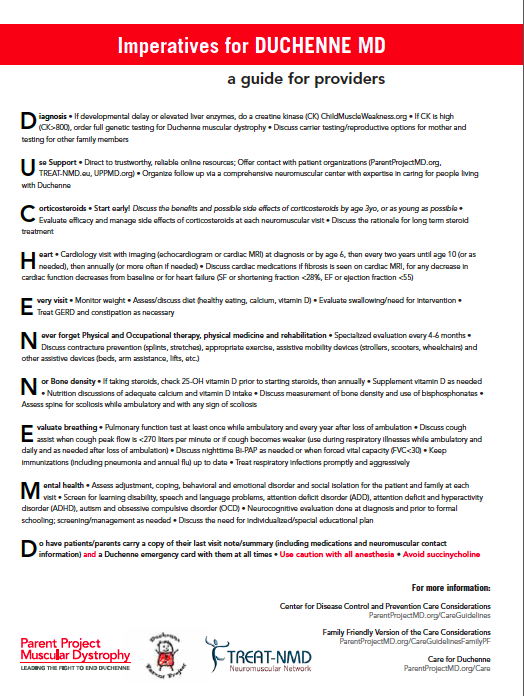 Imperatives for DUCHENNE MD
a guide for providers
Diagnosis • If developmental delay or elevated liver enzymes, do a creatine kinase (CK) ChildMuscleWeakness.org • If CK is high
(CK>800), order full genetic testing for Duchenne muscular dystrophy • Discuss carrier testing/reproductive options for mother and
testing for other family members
Use Support • Direct to trustworthy, reliable online resources; Offer contact with patient organizations (ParentProjectMD.org,
TREAT-NMD.eu, UPPMD.org) • Organize follow up via a comprehensive neuromuscular center with expertise in caring for people living
with Duchenne
Corticosteroids • Start early! Discuss the benefits and possible side effects of corticosteroids by age 3yo, or as young as possible •
Evaluate efficacy and manage side effects of corticosteroids at each neuromuscular visit • Discuss the rationale for long term steroid
treatment
Heart • Cardiology visit with imaging (echocardiogram or cardiac MRI) at diagnosis or by age 6, then every two years until age 10 (or as
needed), then annually (or more often if needed) • Discuss cardiac medications if fibrosis is seen on cardiac MRI, for any decrease in
cardiac function decreases from baseline or for heart failure (SF or shortening fraction <28%, EF or ejection fraction <55)
Every visit • Monitor weight • Assess/discuss diet (healthy eating, calcium, vitamin D) • Evaluate swallowing/need for intervention •
Treat GERD and constipation as necessary
Never forget Physical and Occupational therapy, physical medicine and rehabilitation • Specialized evaluation every 4-6 months •
• Discuss contracture prevention (splints, stretches), appropriate exercise, assistive mobility devices (strollers, scooters, wheelchairs) and
other assistive devices (beds, arm assistance, lifts, etc.)
Nor Bone density • If taking steroids, check 25-OH vitamin D prior to starting steroids, then annually • Supplement vitamin D as needed
• Nutrition discussions of adequate calcium and vitamin D intake • Discuss measurement of bone density and use of bisphosphonates •
Assess spine for scoliosis while ambulatory and with any sign of scoliosis
Evaluate breathing • Pulmonary function test at least once while ambulatory and every year after loss of ambulation • Discuss cough
assist when cough peak flow is <270 liters per minute or if cough becomes weaker (use during respiratory illnesses while ambulatory and
daily and as needed after loss of ambulation) • Discuss nighttime Bi-PAP as needed or when forced vital capacity (FVC<30) • Keep
immunizations (including pneumonia and annual flu) up to date • Treat respiratory infections promptly and aggressively
Mental health • Assess adjustment, coping, behavioral and emotional disorder and social isolation for the patient and family at each
visit • Screen for learning disability, speech and language problems, attention deficit disorder (ADD), attention deficit and hyperactivity
disorder (ADHD), autism and obsessive compulsive disorder (OCD) • Neurocognitive evaluation done at diagnosis and prior to formal
schooling; screening/management as needed • Discuss the need for individualized/special educational plan
Do have patients/parents carry a copy of their last visit note/summary (including medications and neuromuscular contact
information) and a Duchenne emergency card with them at all times • Use caution with all anesthesia • Avoid succinycholine
For more information:
Center for Disease Control and Prevention Care Considerations
ParentProjectMD.org/CareGuidelines
Family Friendly Version of the Care Considerations
ParentProjectMD.org/CareGuidelinesFamilyPF
Care for Duchenne
ParentProjectMD.org/Care
Parent Project
Muscular Dystrophy
LEADING THE FIGHT TO END DUCHENNE
Duchenne
Parent Project
TREAT-NMD
Neuromuscular Network